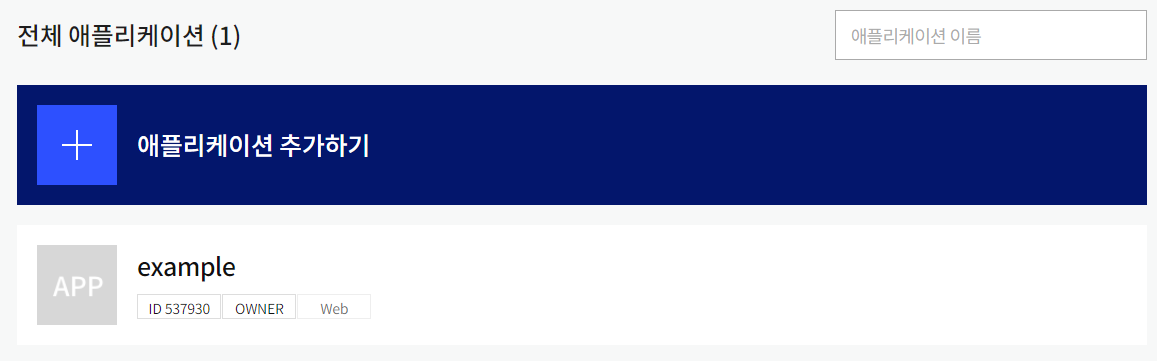 전체 애플리케이션 (1)
애플리케이션 이름
애플리케이션 추가하기
APP
example
ID 537930 OWNER Web